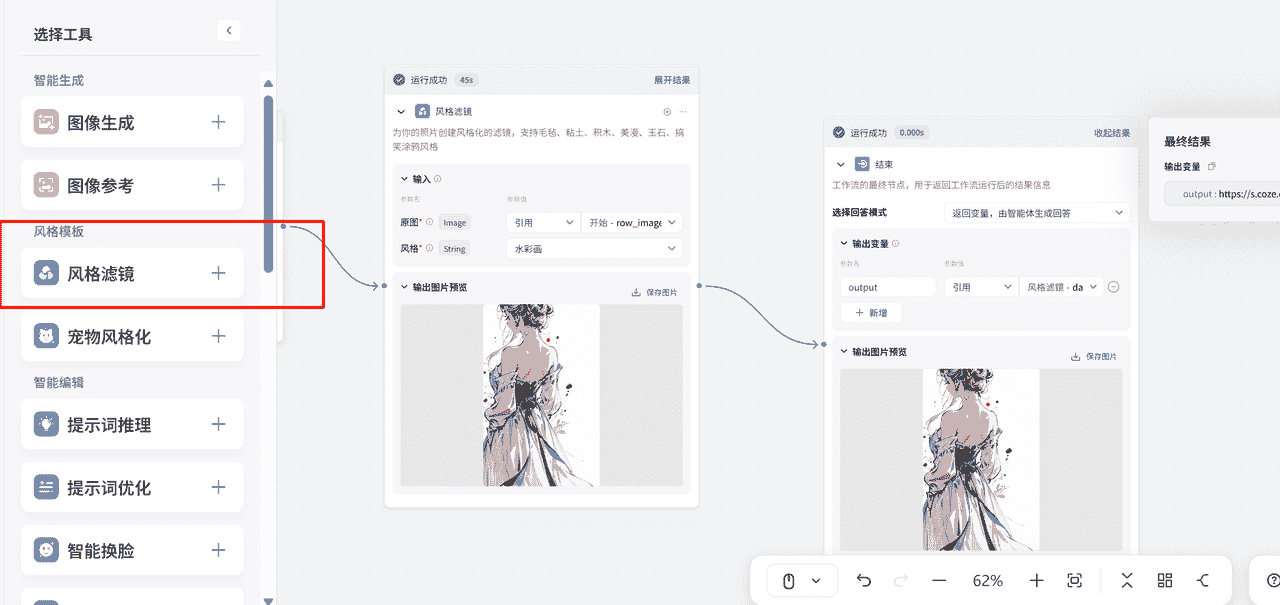 选择工具
智能生成
图像生成
图像参考
风格模板
风格滤镜
宠物风格化
智能编辑
提示词推理
提示词优化
智能换脸
运行成功 45s 展开结果
风格滤镜
为你的照片创建风格化的滤镜，支持毛毡、粘土、积木、美漫、玉石、搞
笑涂鸦风格
输入
参数名 参数值
原图* Image 引用 开始 - row_image
风格* String 水彩画
输出图片预览
保存图片
运行成功 0.000s 收起结果
结束
工作流的最终节点，用于返回工作流运行后的结果信息
选择回答模式 返回变量，由智能体生成回答
输出变量
参数名 参数值
output 引用 风格滤镜 - da
新增
输出图片预览
保存图片
最终结果
输出变量
output : https://s.coze.c
62%